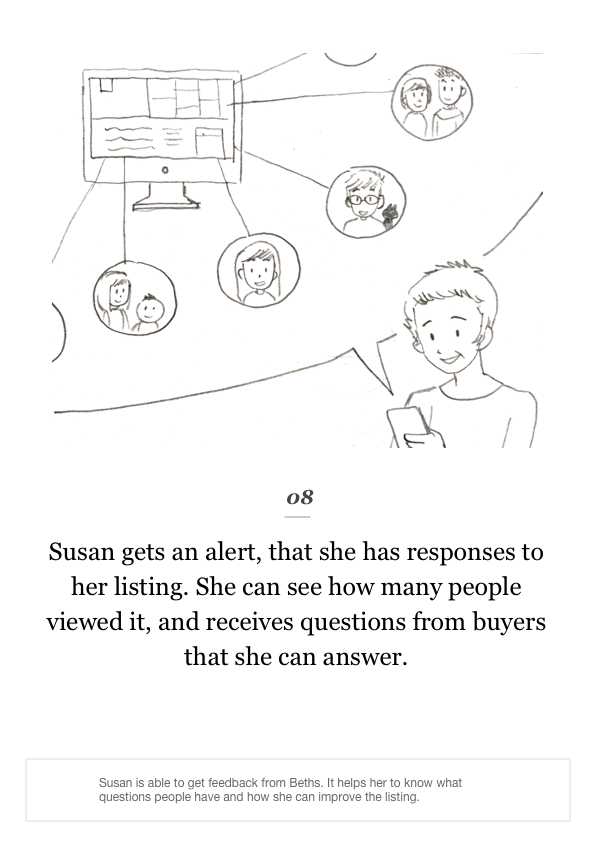 08
Susan gets an alert, that she has responses to
her listing. She can see how many people
viewed it, and receives questions from buyers
that she can answer.
Susan is able to get feedback from Beths. It helps her to know what
questions people have and how she can improve the listing.